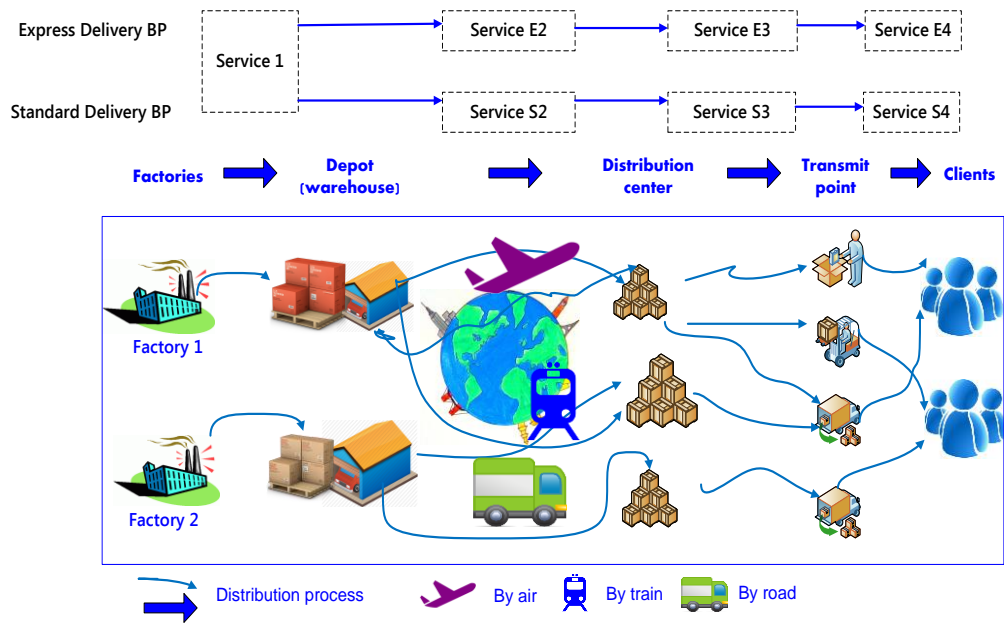 Express Delivery BP
Service 1
Service E2
Service E3
Service E4
Standard Delivery BP
Service S2
Service S3
Service S4
Factories
Depot
(warehouse)
Distribution
center
Transmit
point
Clients
Factory 1
Factory 2
Distribution process
By air
By train
By road